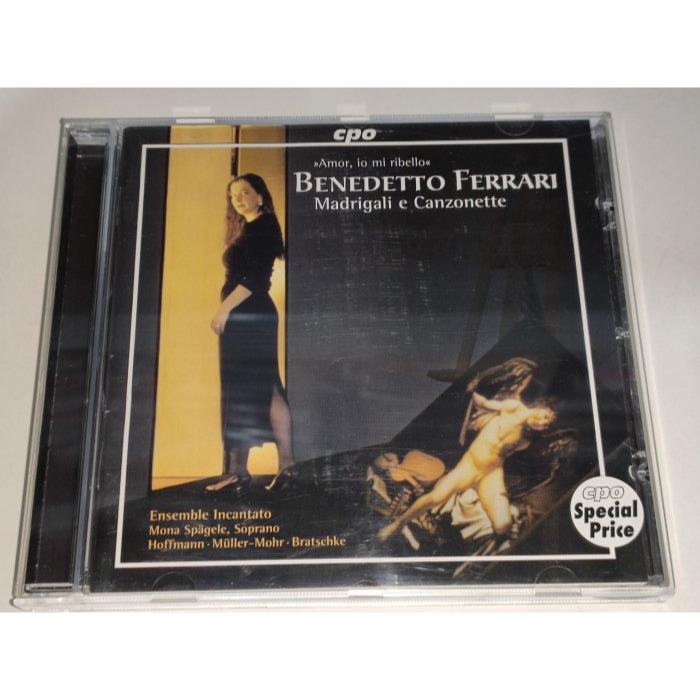 cpo
»Amor, io mi ribello«
BENEDETTO FERRARI
Madrigali e Canzonette
Ensemble Incantato
Mona Spägele, Soprano
Hoffmann · Müller-Mohr · Bratschke
cpo
Special
Price